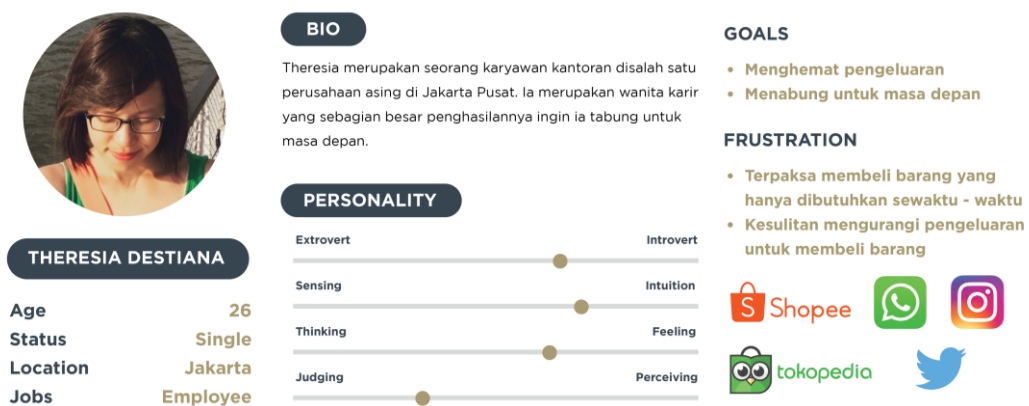 THERESIA DESTIANA
Age 26
Status Single
Location Jakarta
Jobs Employee
BIO
Theresia merupakan seorang karyawan kantoran disalah satu
perusahaan asing di Jakarta Pusat. Ia merupakan wanita karir
yang sebagian besar penghasilannya ingin ia tabung untuk
masa depan.
PERSONALITY
Extrovert Introvert
Sensing Intuition
Thinking Feeling
Judging Perceiving
GOALS
• Menghemat pengeluaran
• Menabung untuk masa depan
FRUSTRATION
• Terpaksa membeli barang yang
hanya dibutuhkan sewaktu - waktu
• Kesulitan mengurangi pengeluaran
untuk membeli barang
S Shopee
tokopedia